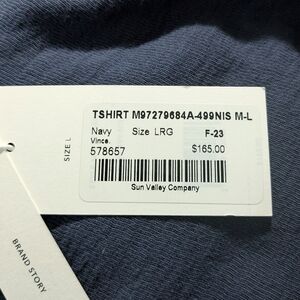 TSHIRT M97279684A-499NIS M-L
Navy Size LRG F-23
Vince.
578657 $165.00
Sun Valley Company
SIZE L
BRAND STORY